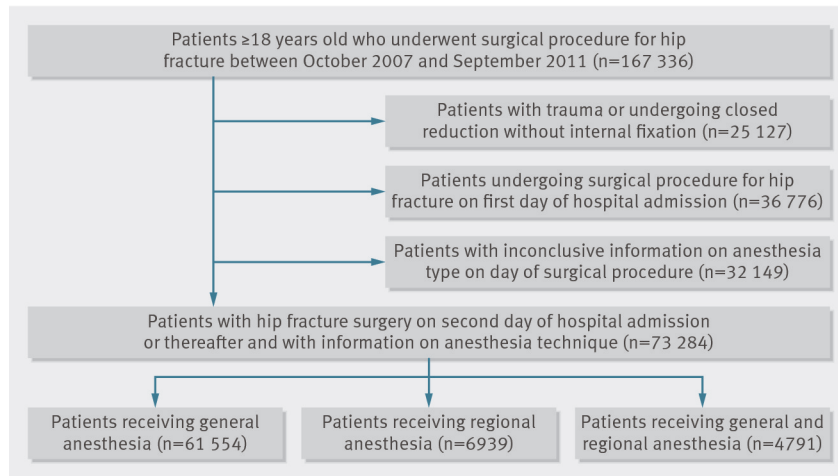 Patients ≥18 years old who underwent surgical procedure for hip
fracture between October 2007 and September 2011 (n=167 336)
Patients with trauma or undergoing closed
reduction without internal fixation (n=25 127)
Patients undergoing surgical procedure for hip
fracture on first day of hospital admission (n=36 776)
Patients with inconclusive information on anesthesia
type on day of surgical procedure (n=32 149)
Patients with hip fracture surgery on second day of hospital admission
or thereafter and with information on anesthesia technique (n=73 284)
Patients receiving general
anesthesia (n=61 554)
Patients receiving regional
anesthesia (n=6939)
Patients receiving general and
regional anesthesia (n=4791)